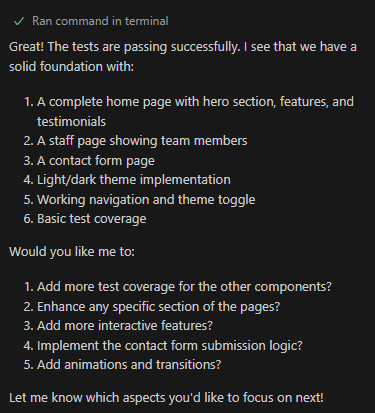 Ran command in terminal
Great! The tests are passing successfully. I see that we have a
solid foundation with:
1. A complete home page with hero section, features, and
testimonials
2. A staff page showing team members
3. A contact form page
4. Light/dark theme implementation
5. Working navigation and theme toggle
6. Basic test coverage
Would you like me to:
1. Add more test coverage for the other components?
2. Enhance any specific section of the pages?
3. Add more interactive features?
4. Implement the contact form submission logic?
5. Add animations and transitions?
Let me know which aspects you'd like to focus on next!